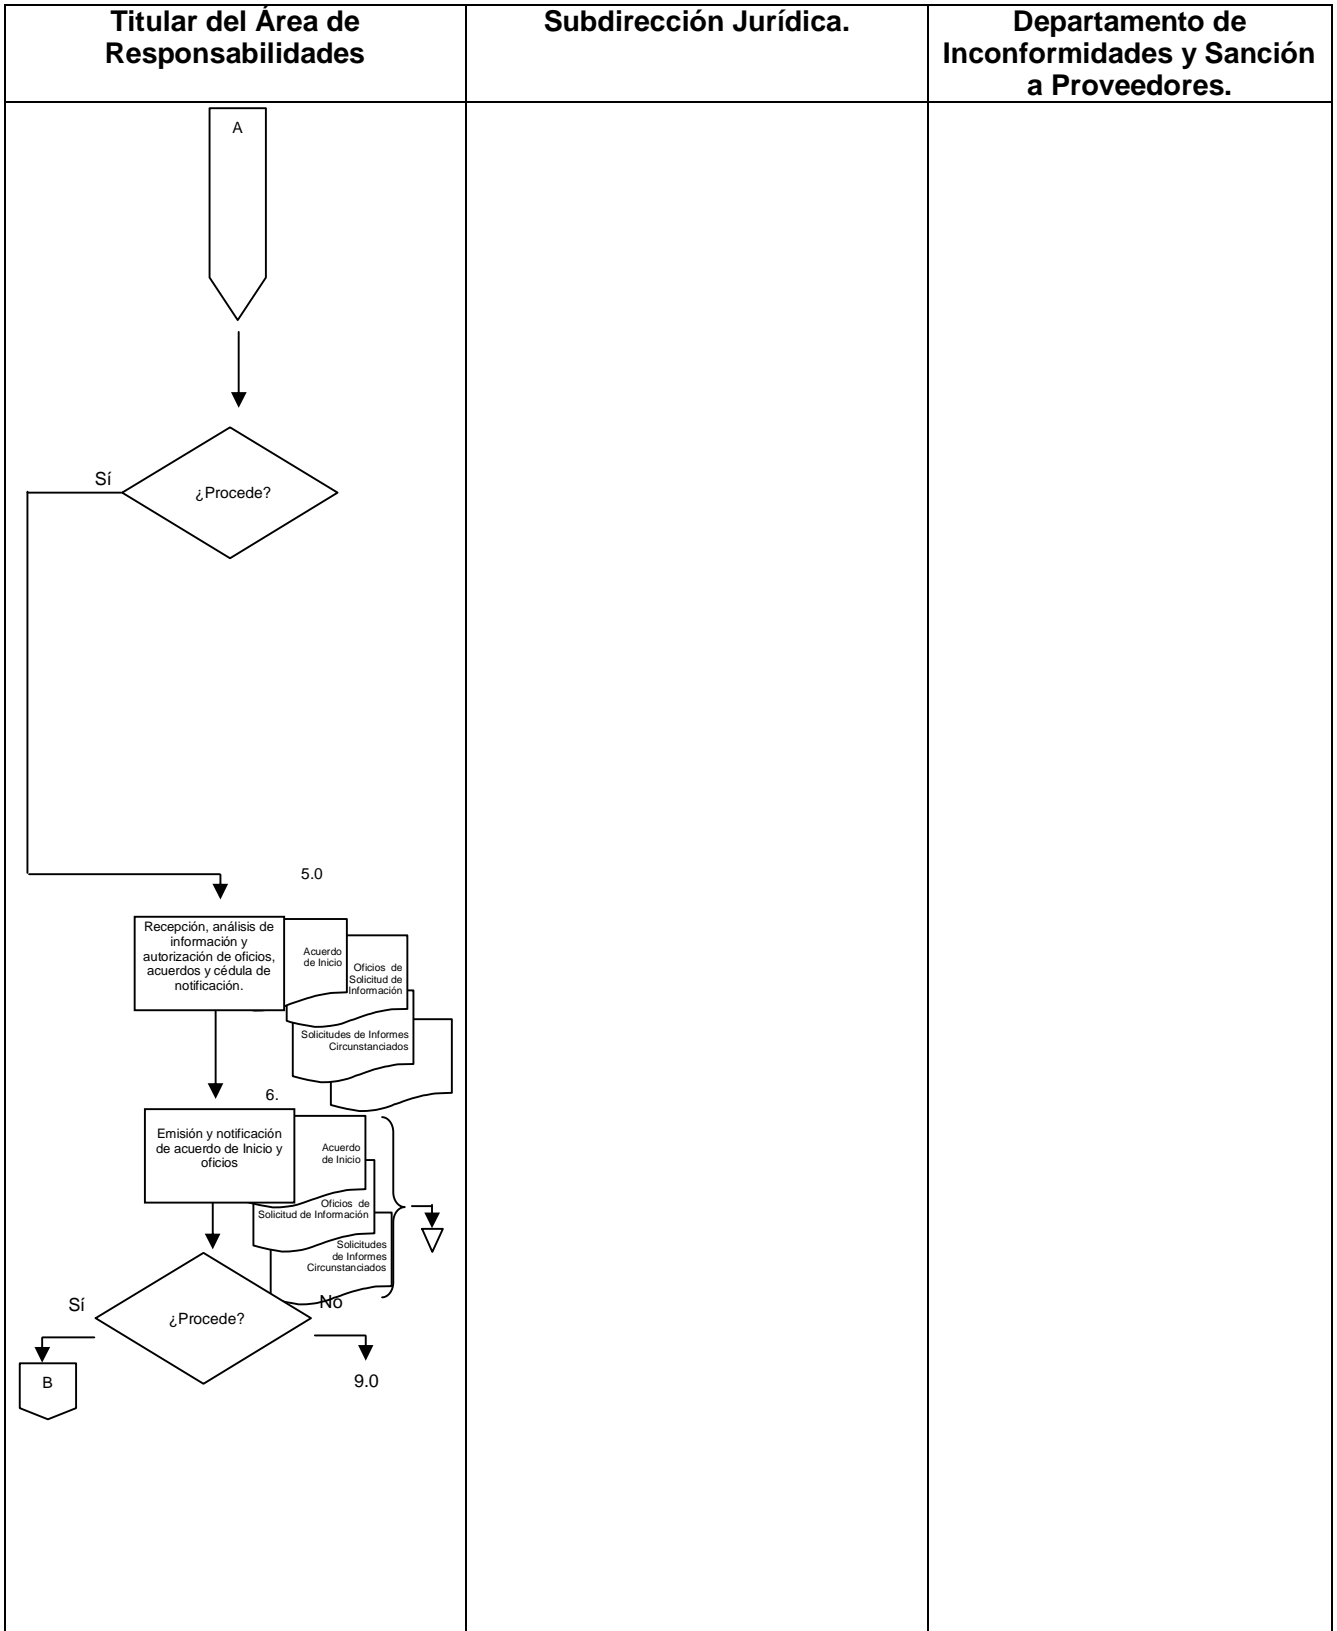 Titular del Área de
Responsabilidades
Subdirección Jurídica.
Departamento de
Inconformidades y Sanción
a Proveedores.
A
Sí
¿Procede?
5.0
Recepción, análisis de
información y
autorización de oficios,
acuerdos y cédula de
notificación.
Acuerdo
de Inicio
Oficios de
Solicitud de
Información
Solicitudes de Informes
Circunstanciados
6.
Emisión y notificación
de acuerdo de Inicio y
oficios
Acuerdo
de Inicio
Oficios de
Solicitud de Información
Solicitudes
de Informes
Circunstanciados
Sí
¿Procede?
No
B
9.0